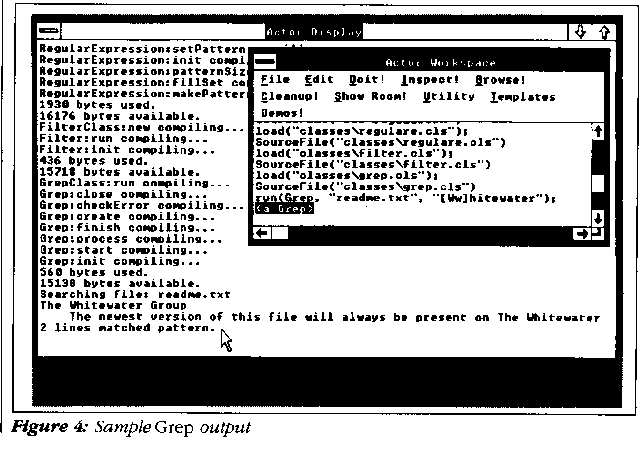 Actor Display
RegularExpression:setPattern
RegularExpression:init compi
RegularExpression:patternSiz
RegularExpression:fillSet co
RegularExpression:makePatter
1930 bytes used.
16176 bytes available.
FilterClass:new compiling...
Filter:run compiling...
Filter:init compiling...
436 bytes used.
15718 bytes available.
GrepClass:run compiling...
Grep:close compiling...
Grep:checkError compiling...
Grep:create compiling...
Grep:finish compiling...
Grep:process compiling...
Grep:start compiling...
Grep:init compiling...
560 bytes used.
15130 bytes available.
Searching file: readme.txt
The Whitewater Group
The newest version of this file will always be present on The Whitewater
2 lines matched pattern.
Actor Workspace
File Edit Doit! Inspect! Browse!
Cleanup! Show Room! Utility Templates
Demos!
load("classes\regulare.cls");
SourceFile("classes\regulare.cls")
load("classes\filter.cls");
SourceFile("classes\filter.cls")
load("classes\grep.cls");
SourceFile("classes\grep.cls")
run(Grep, "readme.txt", "[Ww]hitewater");
<a Grep>
Figure 4: Sample Grep output